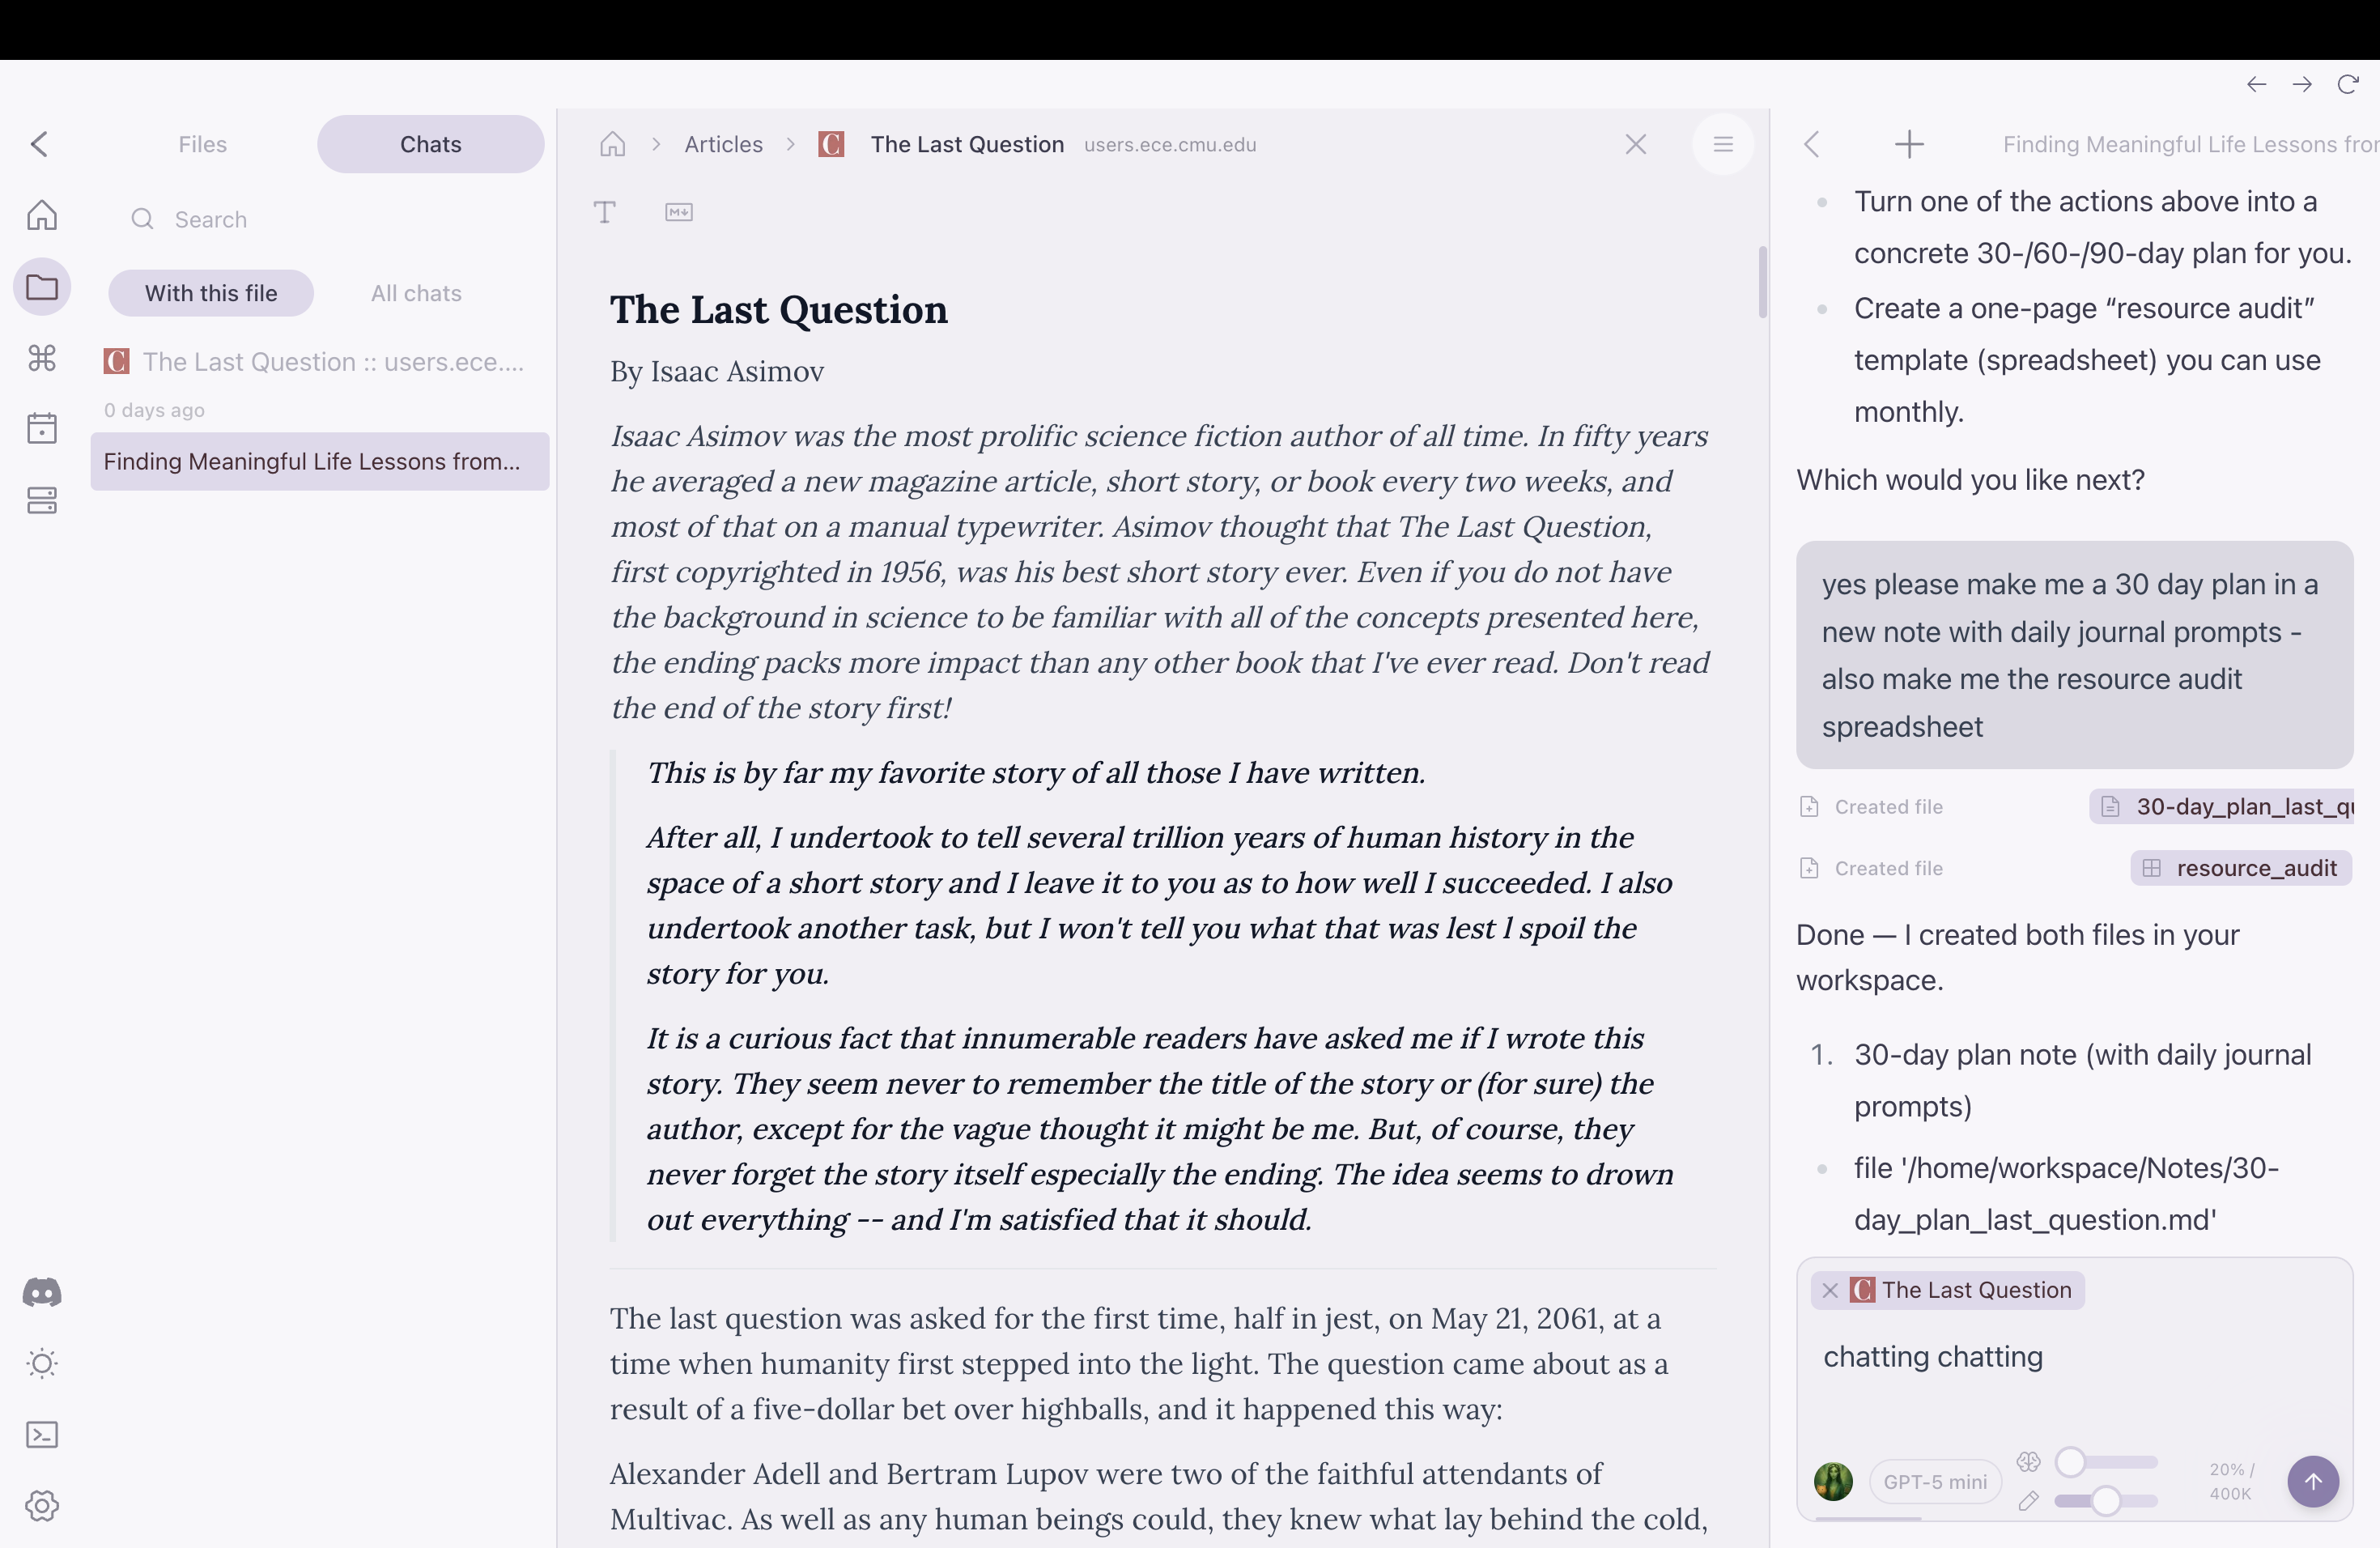 Files
Chats
Search
With this file
All chats
C The Last Question :: users.ece....
0 days ago
Finding Meaningful Life Lessons from...
Articles
C The Last Question users.ece.cmu.edu
T M↓
The Last Question
By Isaac Asimov
Isaac Asimov was the most prolific science fiction author of all time. In fifty years
he averaged a new magazine article, short story, or book every two weeks, and
most of that on a manual typewriter. Asimov thought that The Last Question,
first copyrighted in 1956, was his best short story ever. Even if you do not have
the background in science to be familiar with all of the concepts presented here,
the ending packs more impact than any other book that I've ever read. Don't read
the end of the story first!
This is by far my favorite story of all those I have written.
After all, I undertook to tell several trillion years of human history in the
space of a short story and I leave it to you as to how well I succeeded. I also
undertook another task, but I won't tell you what that was lest l spoil the
story for you.
It is a curious fact that innumerable readers have asked me if I wrote this
story. They seem never to remember the title of the story or (for sure) the
author, except for the vague thought it might be me. But, of course, they
never forget the story itself especially the ending. The idea seems to drown
out everything -- and I'm satisfied that it should.
The last question was asked for the first time, half in jest, on May 21, 2061, at a
time when humanity first stepped into the light. The question came about as a
result of a five-dollar bet over highballs, and it happened this way:
Alexander Adell and Bertram Lupov were two of the faithful attendants of
Multivac. As well as any human beings could, they knew what lay behind the cold,
Finding Meaningful Life Lessons from
• Turn one of the actions above into a
concrete 30-/60-/90-day plan for you.
• Create a one-page “resource audit”
template (spreadsheet) you can use
monthly.
Which would you like next?
yes please make me a 30 day plan in a
new note with daily journal prompts -
also make me the resource audit
spreadsheet
Created file 30-day_plan_last_qu
Created file resource_audit
Done — I created both files in your
workspace.
1. 30-day plan note (with daily journal
prompts)
• file '/home/workspace/Notes/30-
day_plan_last_question.md'
C The Last Question
chatting chatting
GPT-5 mini
20% /
400K